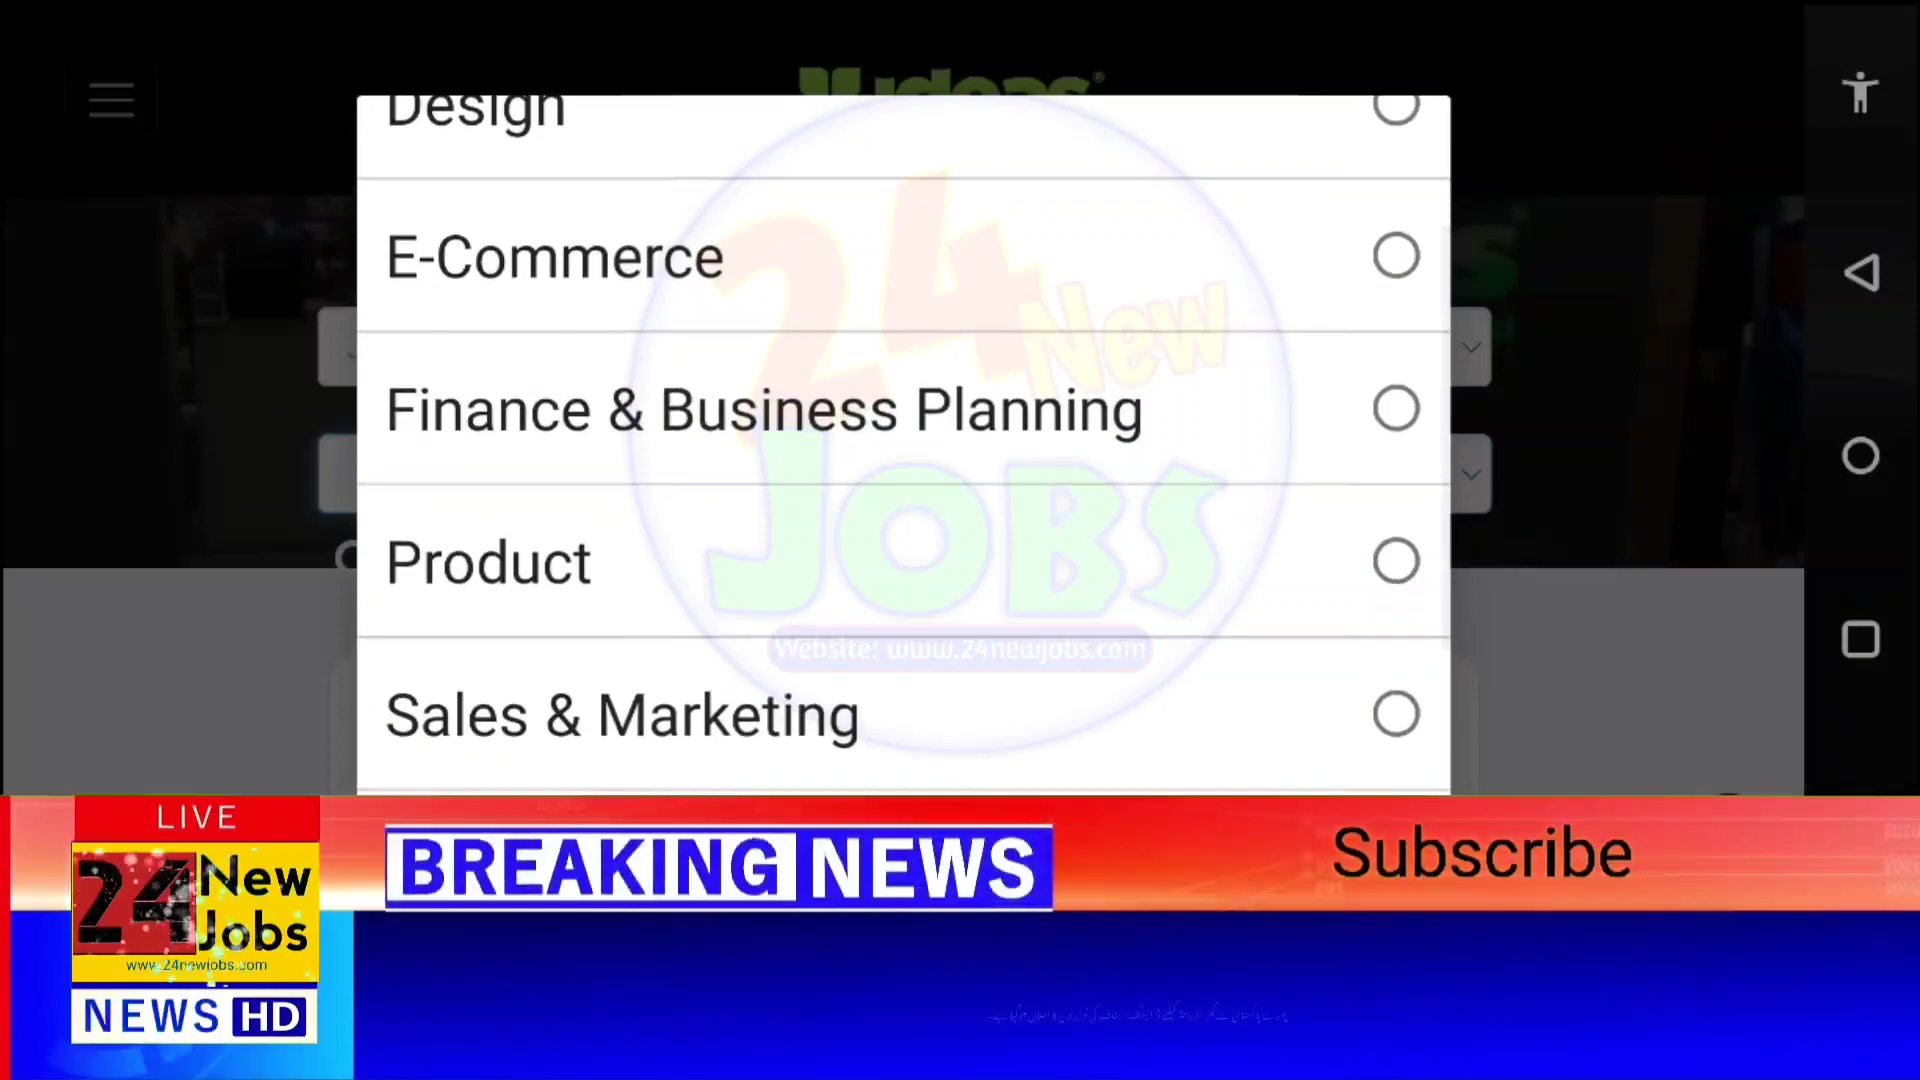 ideas®
Design
E-Commerce
Finance & Business Planning
Product
Sales & Marketing
24 New
JOBS
Website: www.24newjobs.com
LIVE
24 New
Jobs
www.24newjobs.com
NEWS HD
BREAKING NEWS
Subscribe